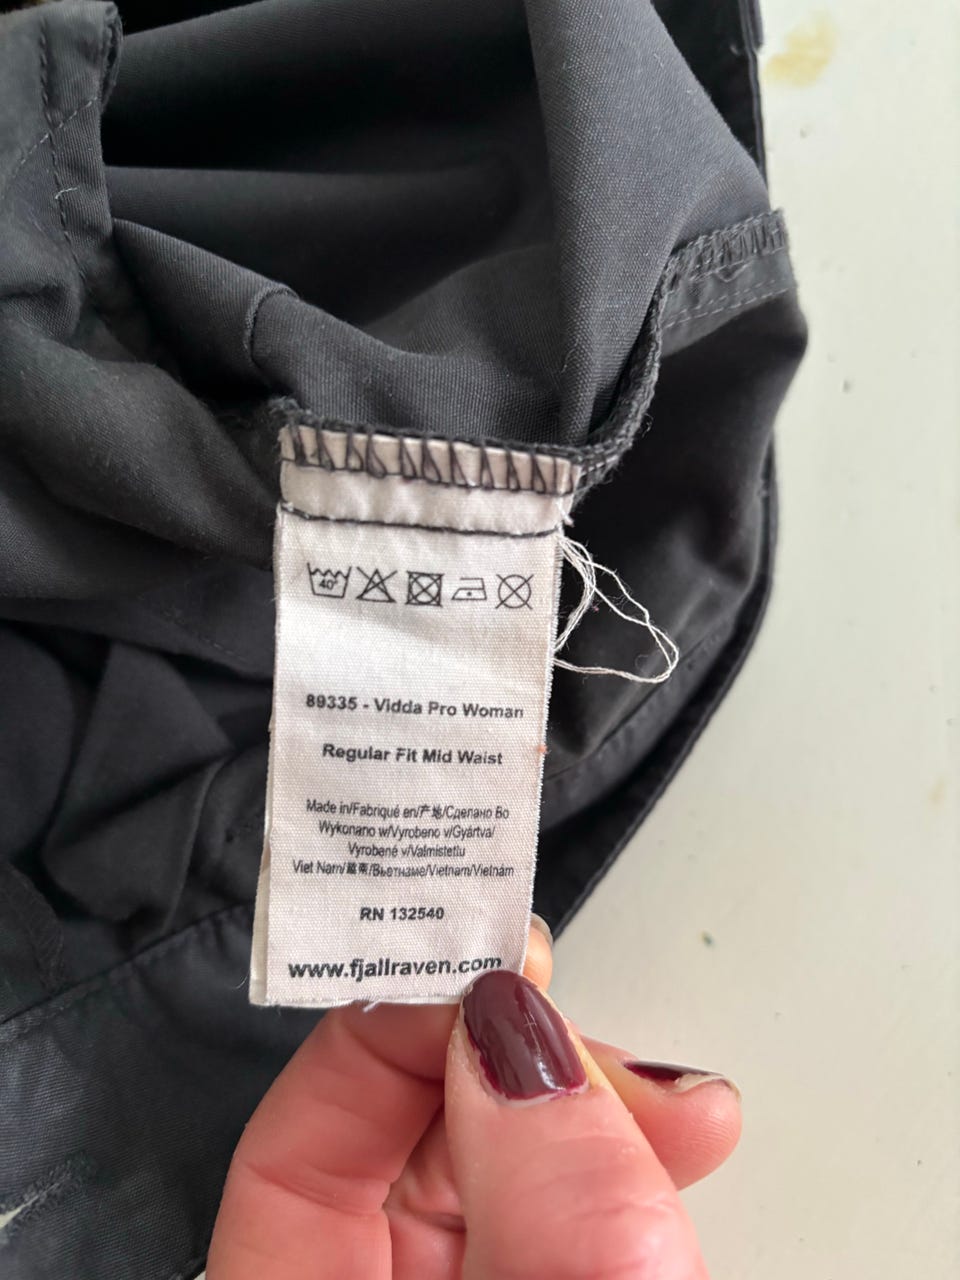 40°
89335 - Vidda Pro Woman
Regular Fit Mid Waist
Made in/Fabriqué en/产地/Сделано Во
Wykonano w/Vyrobeno v/Gyártva/
Vyrobené v/Valmistettu
Viet Nam/越南/Вьетнаме/Vietnam/Vietnám
RN 132540
www.fjallraven.com